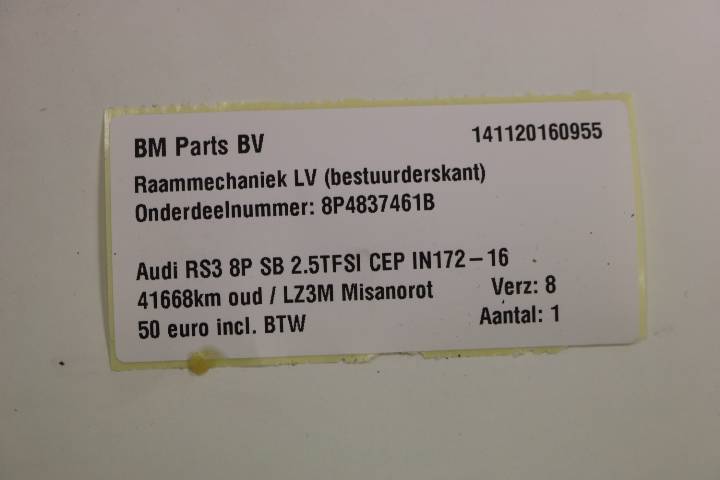 BM Parts BV 141120160955
Raammechaniek LV (bestuurderskant)
Onderdeelnummer: 8P4837461B
Audi RS3 8P SB 2.5TFSI CEP IN172-16
41668km oud / LZ3M Misanorot Verz: 8
50 euro incl. BTW Aantal: 1